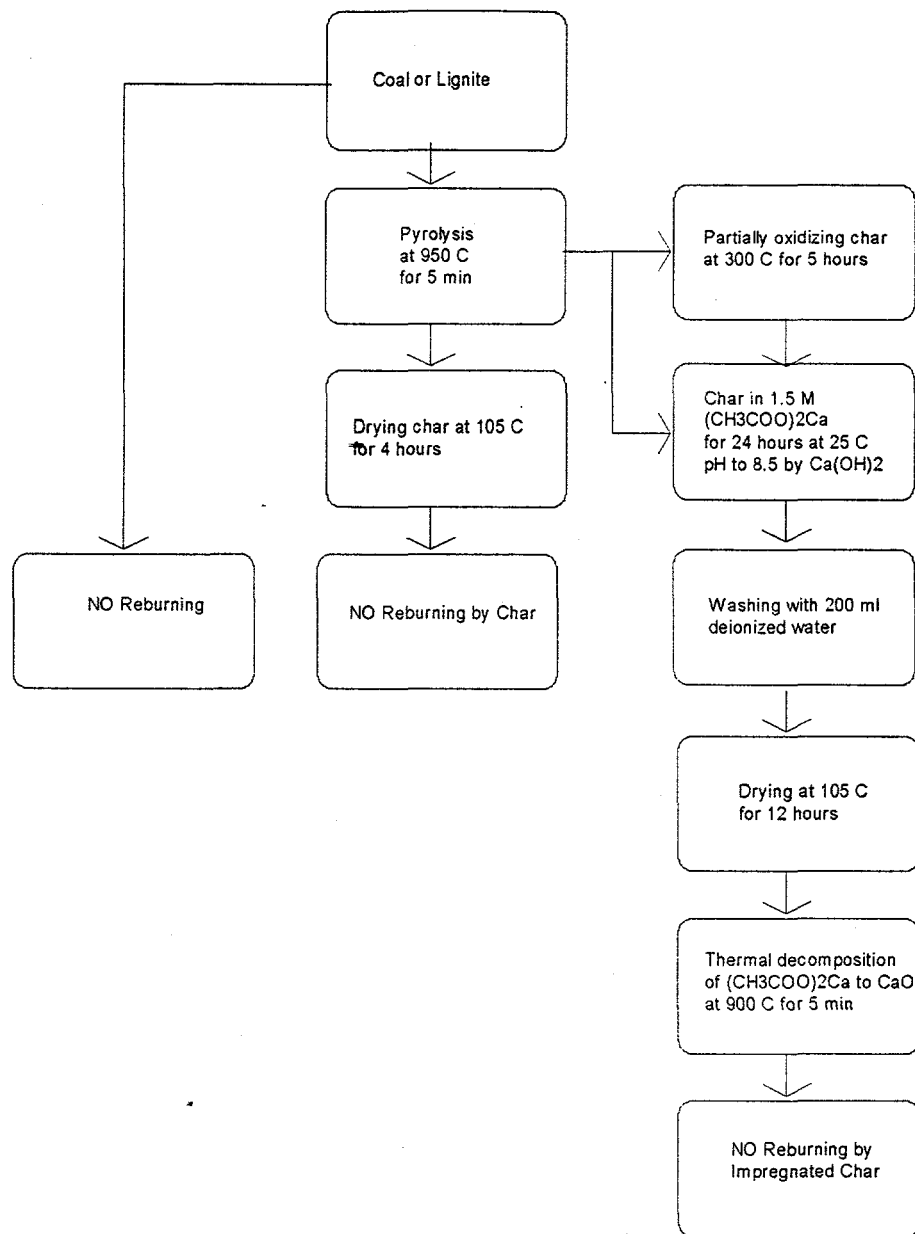 Coal or Lignite
Pyrolysis
at 950 C
for 5 min
Partially oxidizing char
at 300 C for 5 hours
Drying char at 105 C
for 4 hours
Char in 1.5 M
(CH3COO)2Ca
for 24 hours at 25 C
pH to 8.5 by Ca(OH)2
NO Reburning
NO Reburning by Char
Washing with 200 ml
deionized water
Drying at 105 C
for 12 hours
Thermal decomposition
of (CH3COO)2Ca to CaO
at 900 C for 5 min
NO Reburning by
Impregnated Char